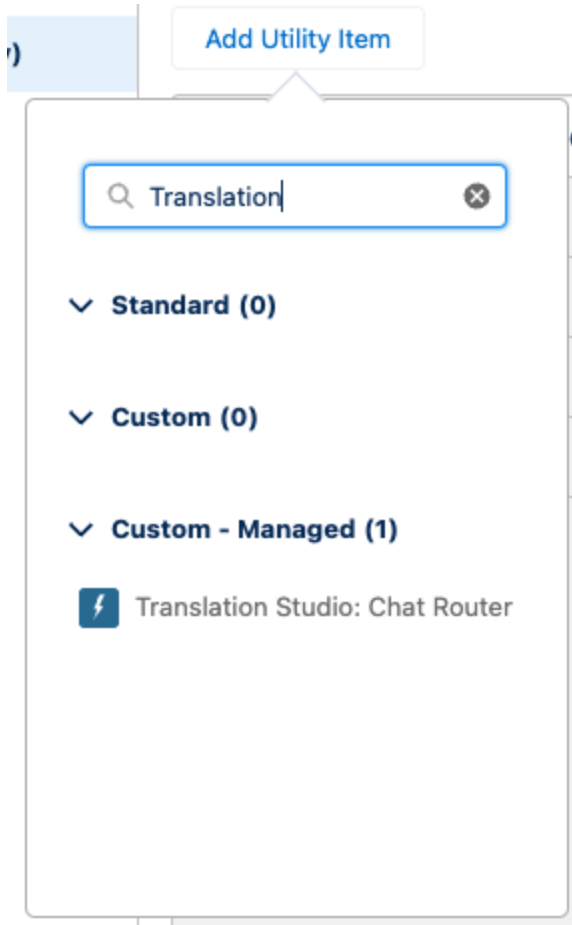 Add Utility Item
Translation
Standard (0)
Custom (0)
Custom - Managed (1)
Translation Studio: Chat Router